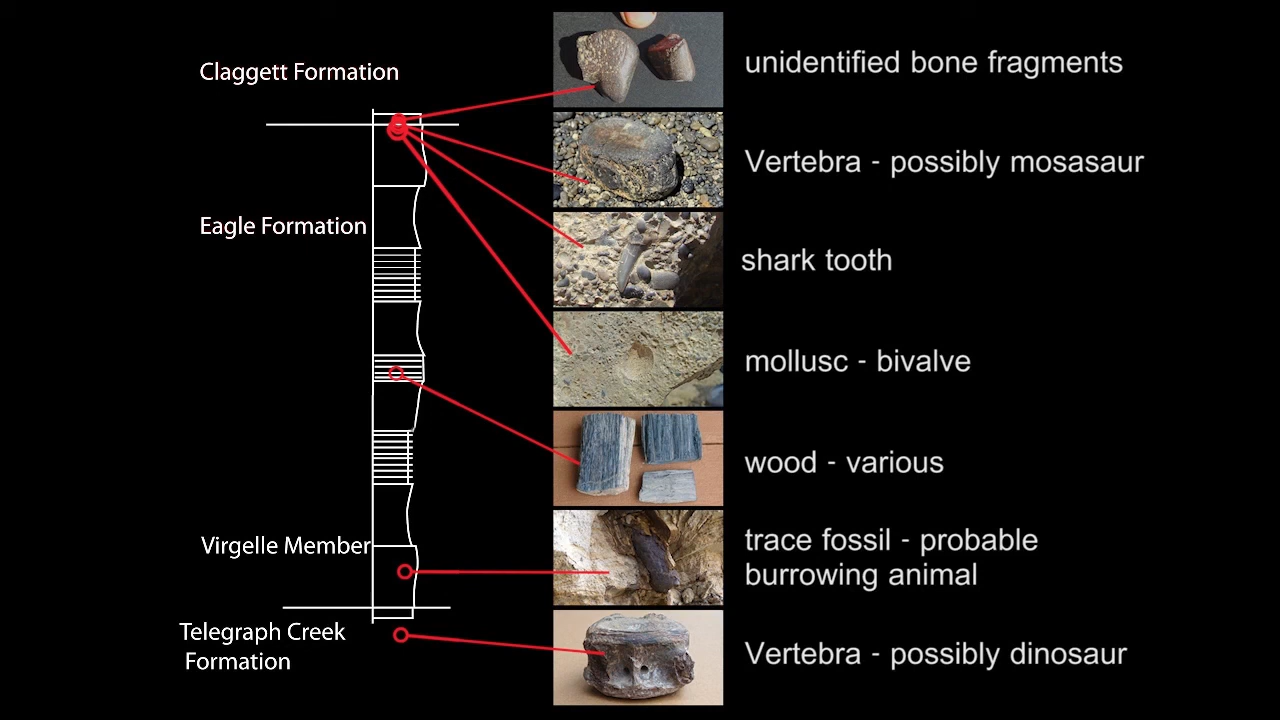 Claggett Formation
unidentified bone fragments
Vertebra - possibly mosasaur
Eagle Formation
shark tooth
mollusc - bivalve
wood - various
Virgelle Member
trace fossil - probable
burrowing animal
Telegraph Creek
Formation
Vertebra - possibly dinosaur